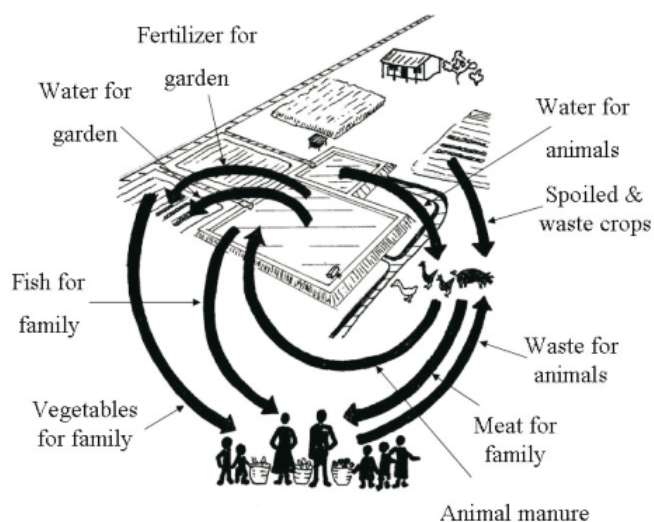 Fertilizer for
garden
Water for
garden
Water for
animals
Spoiled &
waste crops
Fish for
family
Waste for
animals
Vegetables
for family
Meat for
family
Animal manure